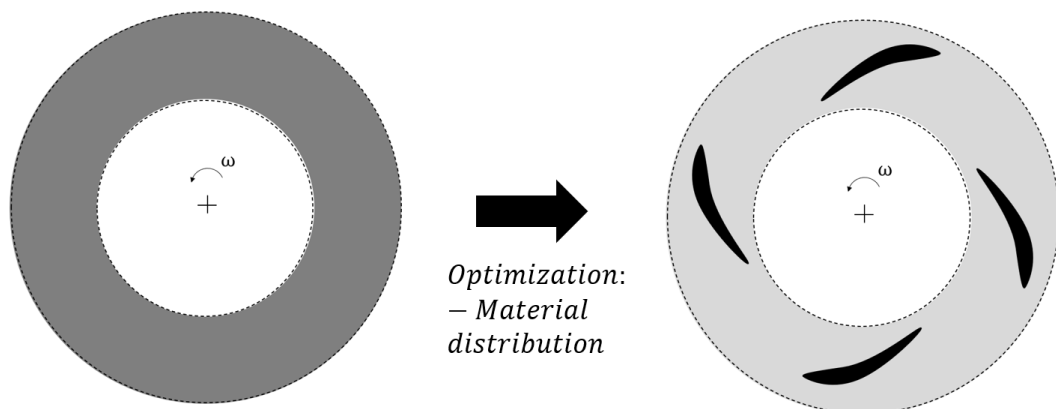 ω
ω
Optimization:
− Material
distribution